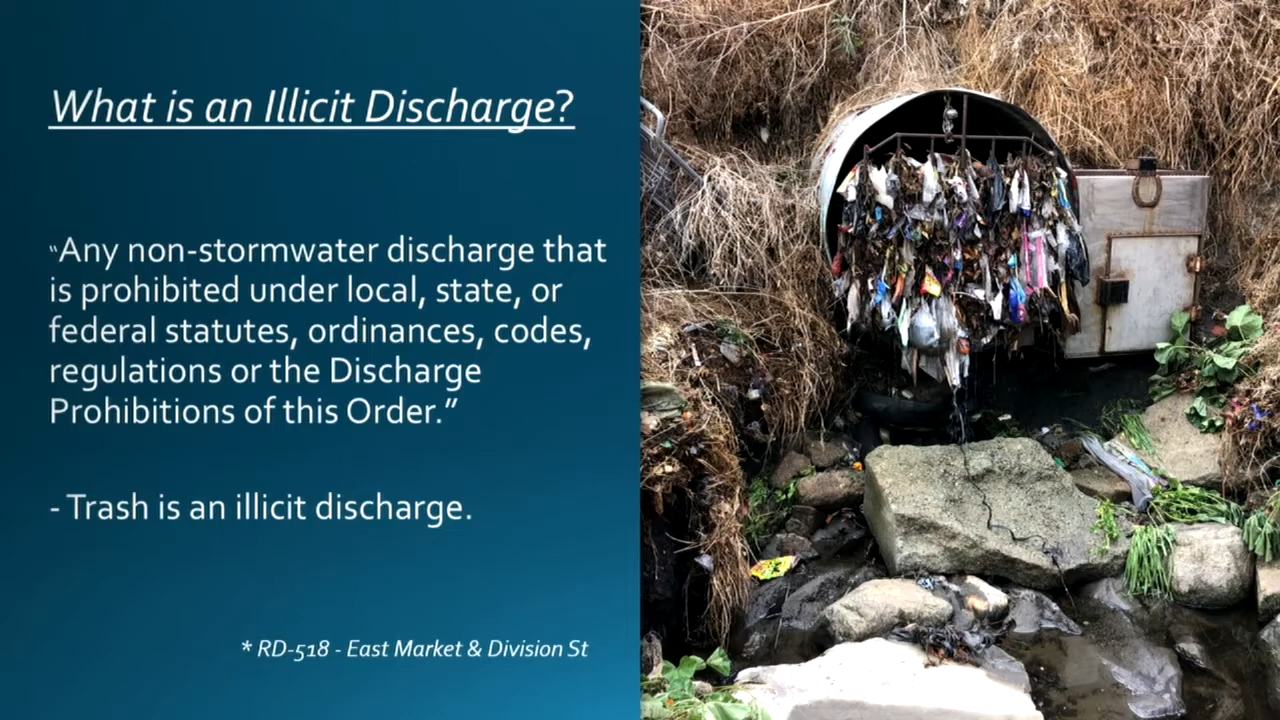 What is an Illicit Discharge?
“Any non-stormwater discharge that
is prohibited under local, state, or
federal statutes, ordinances, codes,
regulations or the Discharge
Prohibitions of this Order.”
- Trash is an illicit discharge.
* RD-518 - East Market & Division St